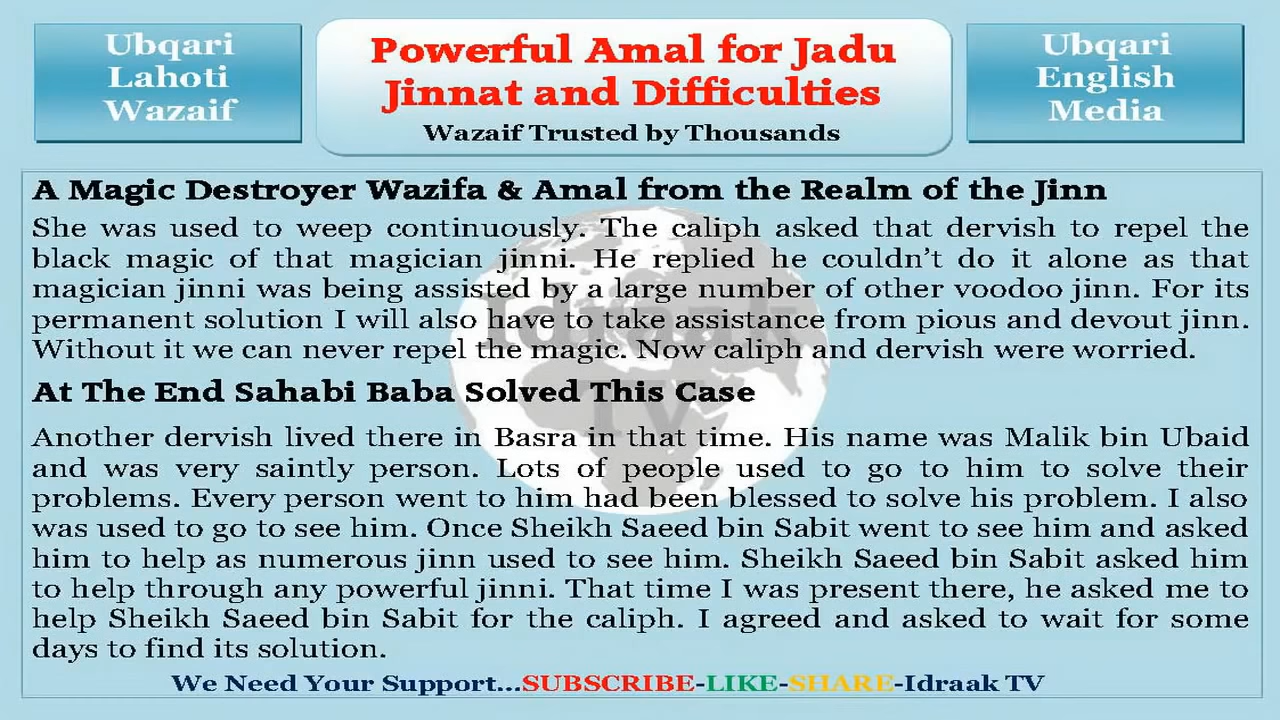 Ubqari
Lahoti
Wazaif
Powerful Amal for Jadu
Jinnat and Difficulties
Wazaif Trusted by Thousands
Ubqari
English
Media
A Magic Destroyer Wazifa & Amal from the Realm of the Jinn
She was used to weep continuously. The caliph asked that dervish to repel the
black magic of that magician jinni. He replied he couldn't do it alone as that
magician jinni was being assisted by a large number of other voodoo jinn. For its
permanent solution I will also have to take assistance from pious and devout jinn.
Without it we can never repel the magic. Now caliph and dervish were worried.
At The End Sahabi Baba Solved This Case
Another dervish lived there in Basra in that time. His name was Malik bin Ubaid
and was very saintly person. Lots of people used to go to him to solve their
problems. Every person went to him had been blessed to solve his problem. I also
was used to go to see him. Once Sheikh Saeed bin Sabit went to see him and asked
him to help as numerous jinn used to see him. Sheikh Saeed bin Sabit asked him
to help through any powerful jinni. That time I was present there, he asked me to
help Sheikh Saeed bin Sabit for the caliph. I agreed and asked to wait for some
days to find its solution.
We Need Your Support...SUBSCRIBE-LIKE-SHARE-Idraak TV
Idraak
TV